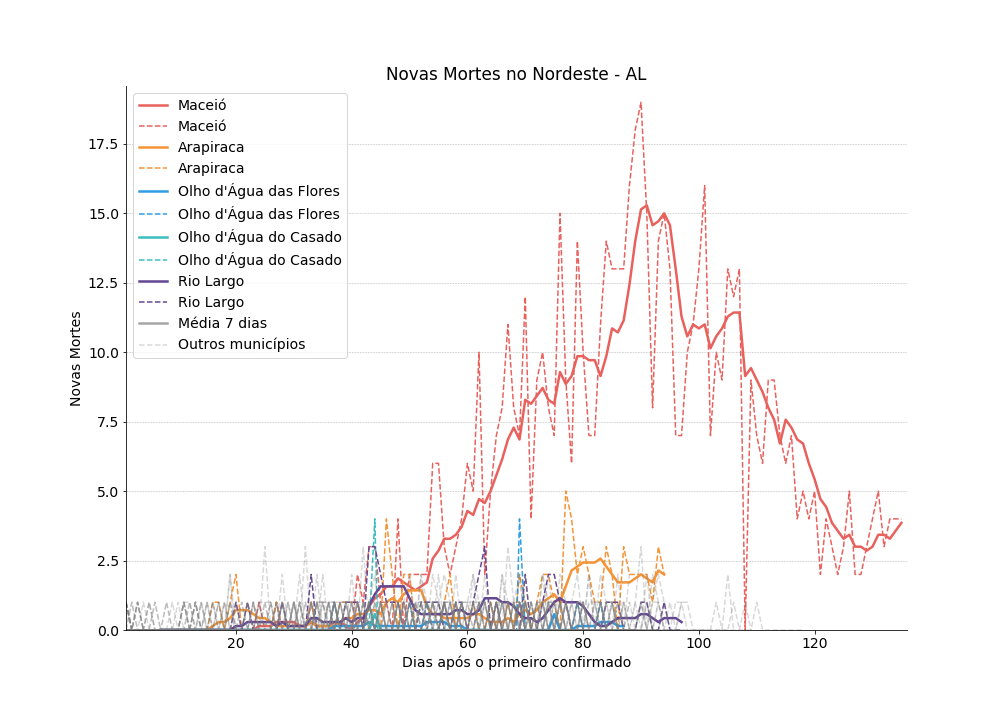 Novas Mortes no Nordeste - AL
Maceió
Maceió
Arapiraca
Arapiraca
Olho d'Água das Flores
Olho d'Água das Flores
Olho d'Água do Casado
Olho d'Água do Casado
Rio Largo
Rio Largo
Média 7 dias
Outros municípios
Novas Mortes
17.5
15.0
12.5
10.0
7.5
5.0
2.5
0.0
20 40 60 80 100 120
Dias após o primeiro confirmado